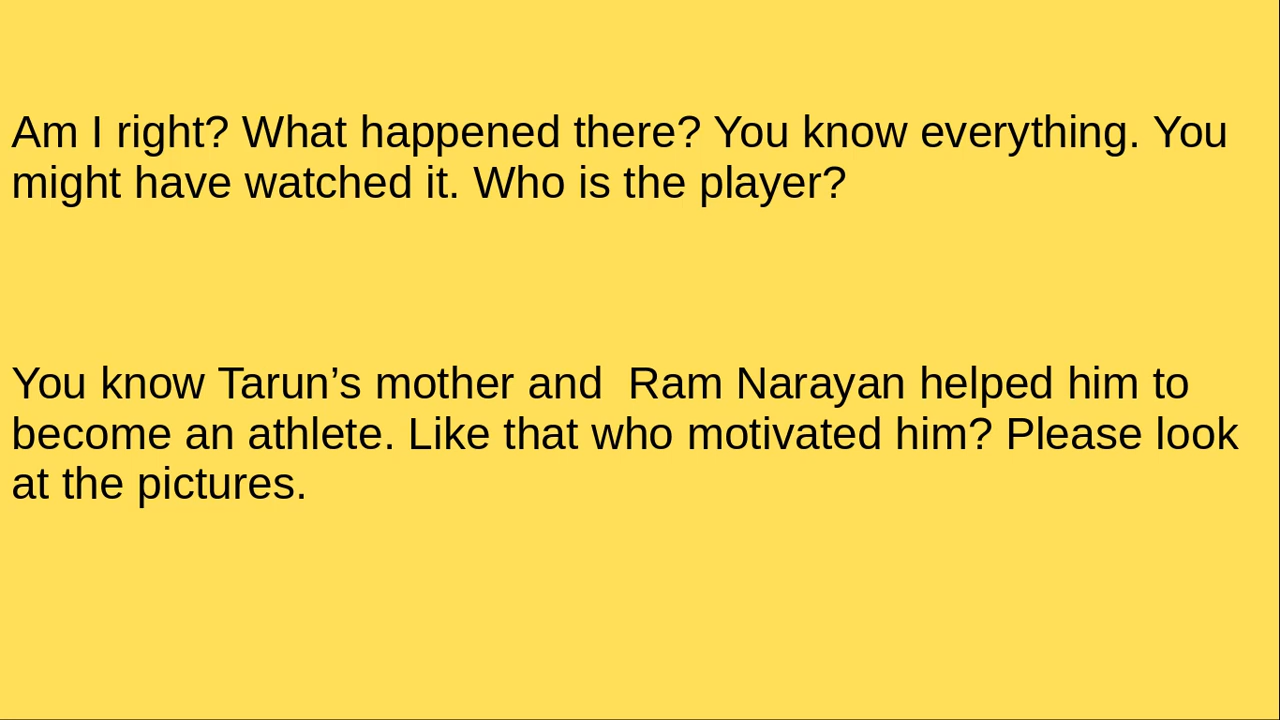 Am I right? What happened there? You know everything. You
might have watched it. Who is the player?
You know Tarun’s mother and  Ram Narayan helped him to
become an athlete. Like that who motivated him? Please look
at the pictures.